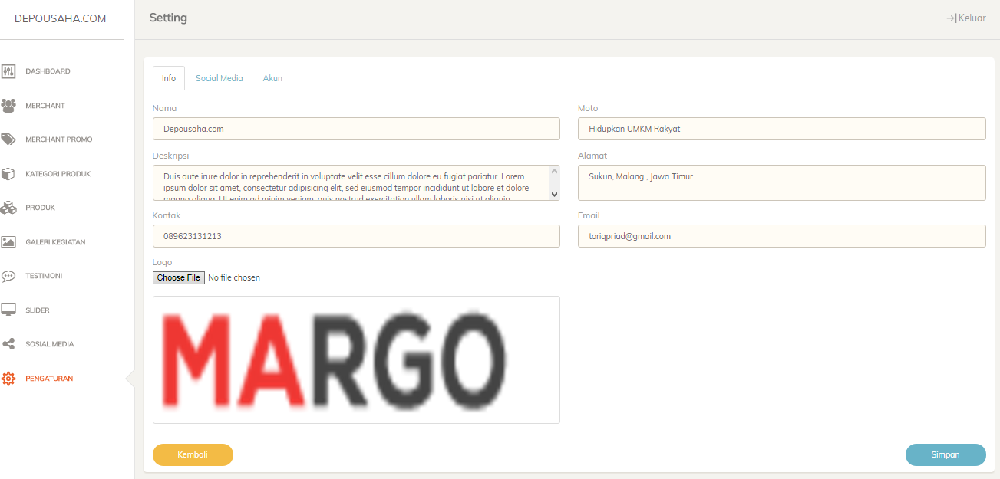 DEPOUSAHA.COM
Setting
Keluar
DASHBOARD
MERCHANT
MERCHANT PROMO
KATEGORI PRODUK
PRODUK
GALERI KEGIATAN
TESTIMONI
SLIDER
SOSIAL MEDIA
PENGATURAN
Info Social Media Akun
Nama
Depousaha.com
Moto
Hidupkan UMKM Rakyat
Deskripsi
Duis aute irure dolor in reprehenderit in voluptate velit esse cillum dolore eu fugiat pariatur. Lorem
ipsum dolor sit amet, consectetur adipisicing elit, sed eiusmod tempor incididunt ut labore et dolore
magna aliqua. Ut enim ad minim veniam, quis nostrud exercitation ullam laboris nisi ut aliquip
Alamat
Sukun, Malang , Jawa Timur
Kontak
089623131213
Email
toriqpriad@gmail.com
Logo
Choose File No file chosen
MARGO
Kembali
Simpan